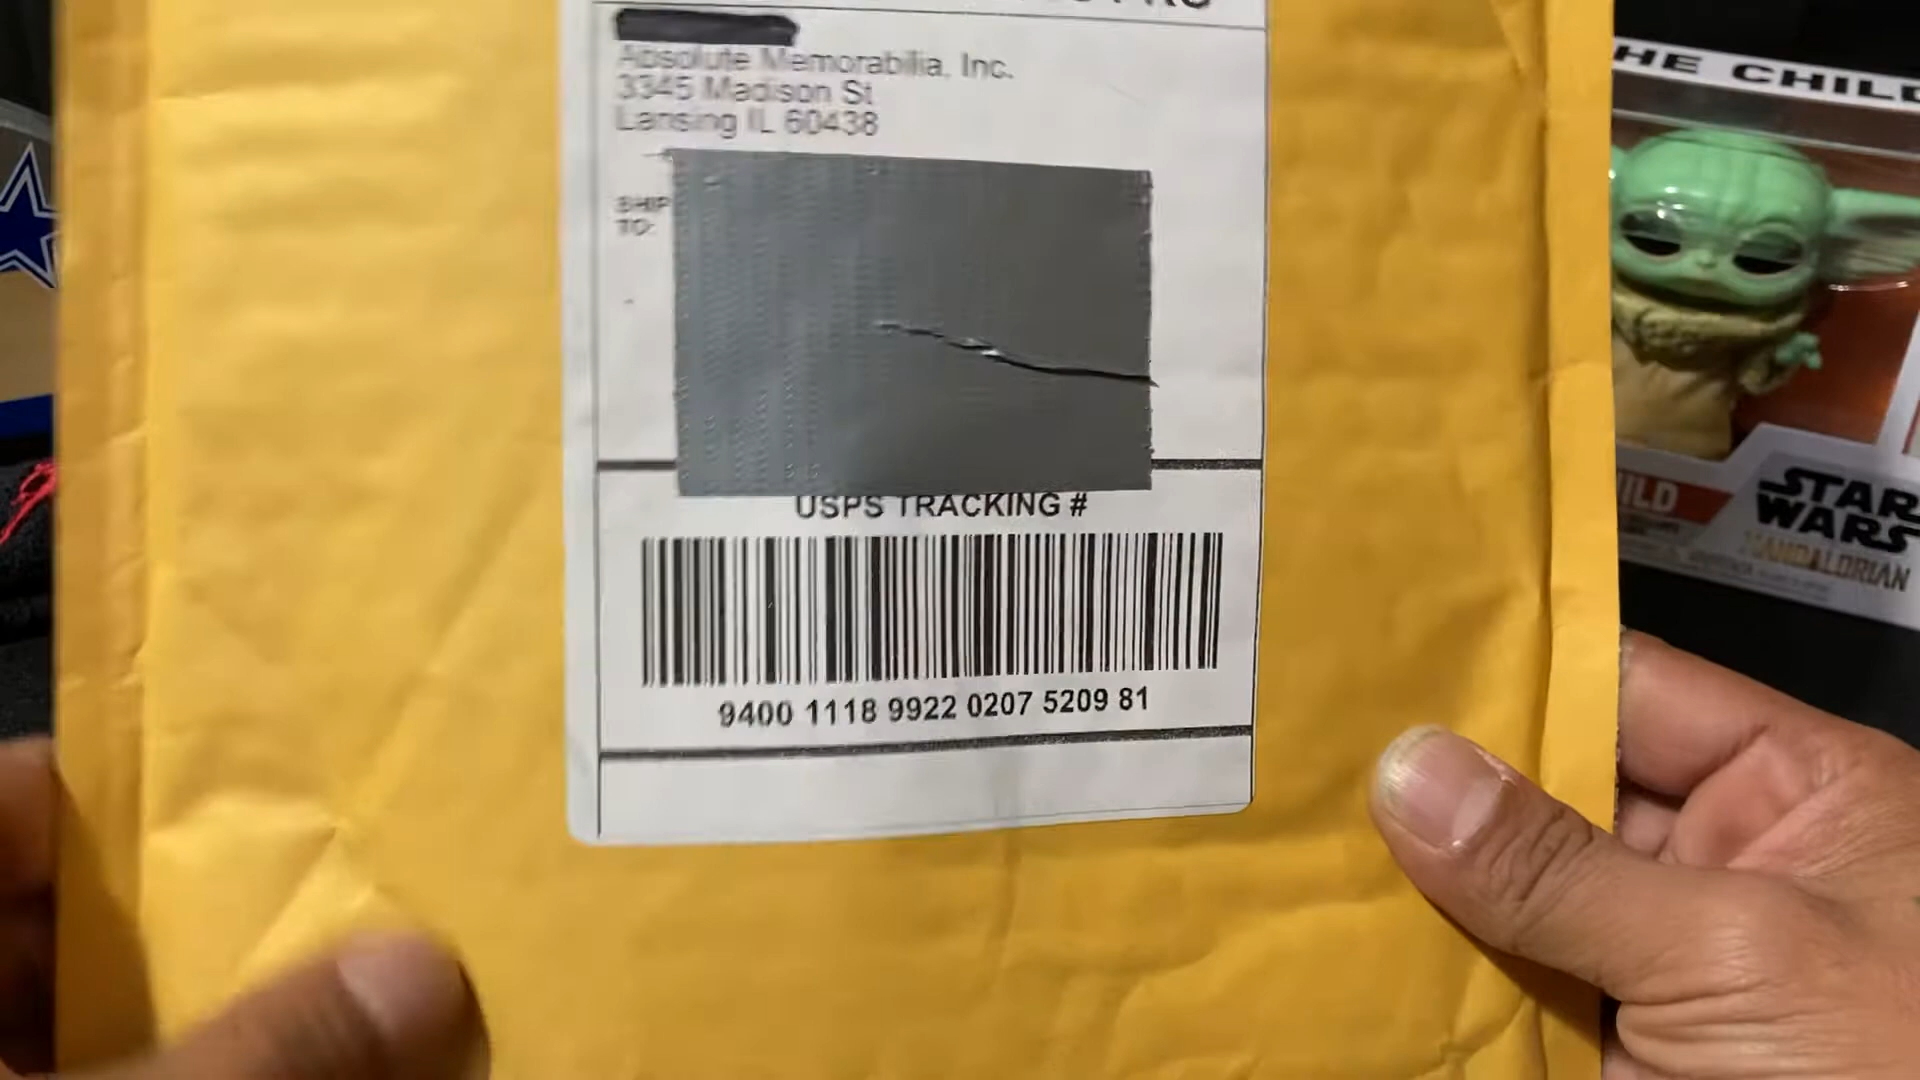 Absolute Memorabilia, Inc.
3345 Madison St
Lansing IL 60438
SHIP
TO:
USPS TRACKING #
9400 1118 9922 0207 5209 81
HE CHILD
ILD
STAR
WARS
MANDALORIAN